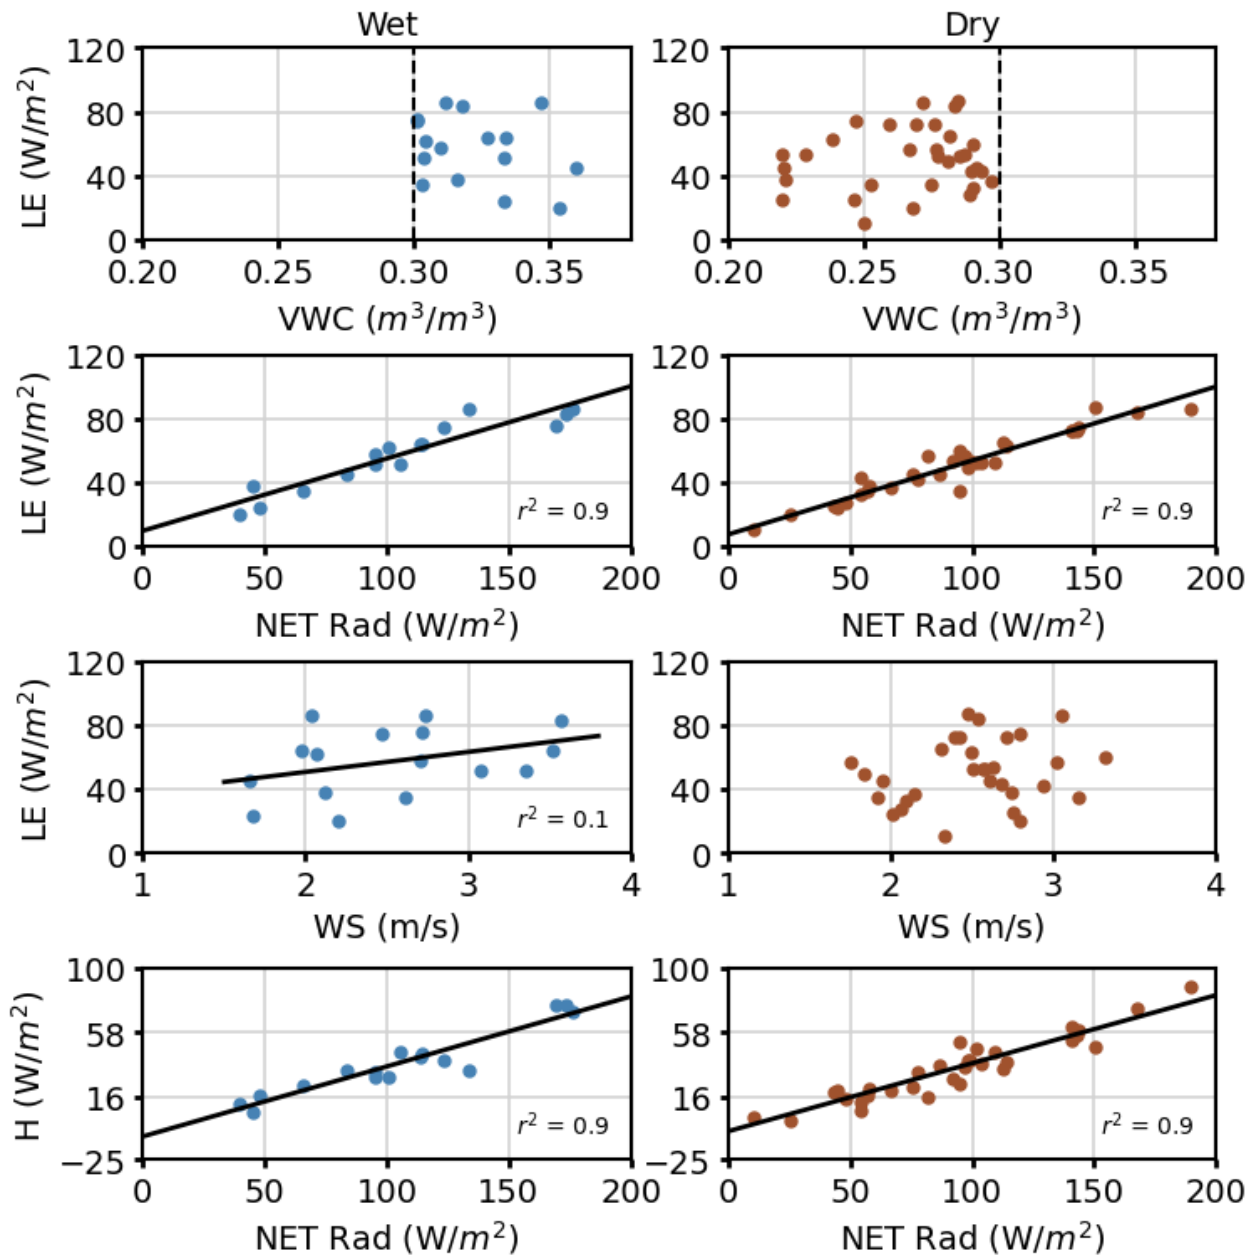 Wet Dry
120 120
80 80
40 40
0 0
LE (W/m²)
0.20 0.25 0.30 0.35 0.20 0.25 0.30 0.35
VWC (m³/m³) VWC (m³/m³)
120 120
80 80
40 40
0 0
LE (W/m²)
r² = 0.9 r² = 0.9
0 50 100 150 200 0 50 100 150 200
NET Rad (W/m²) NET Rad (W/m²)
120 120
80 80
40 40
0 0
LE (W/m²)
r² = 0.1
1 2 3 4 1 2 3 4
WS (m/s) WS (m/s)
100 100
58 58
16 16
−25 −25
H (W/m²)
r² = 0.9 r² = 0.9
0 50 100 150 200 0 50 100 150 200
NET Rad (W/m²) NET Rad (W/m²)